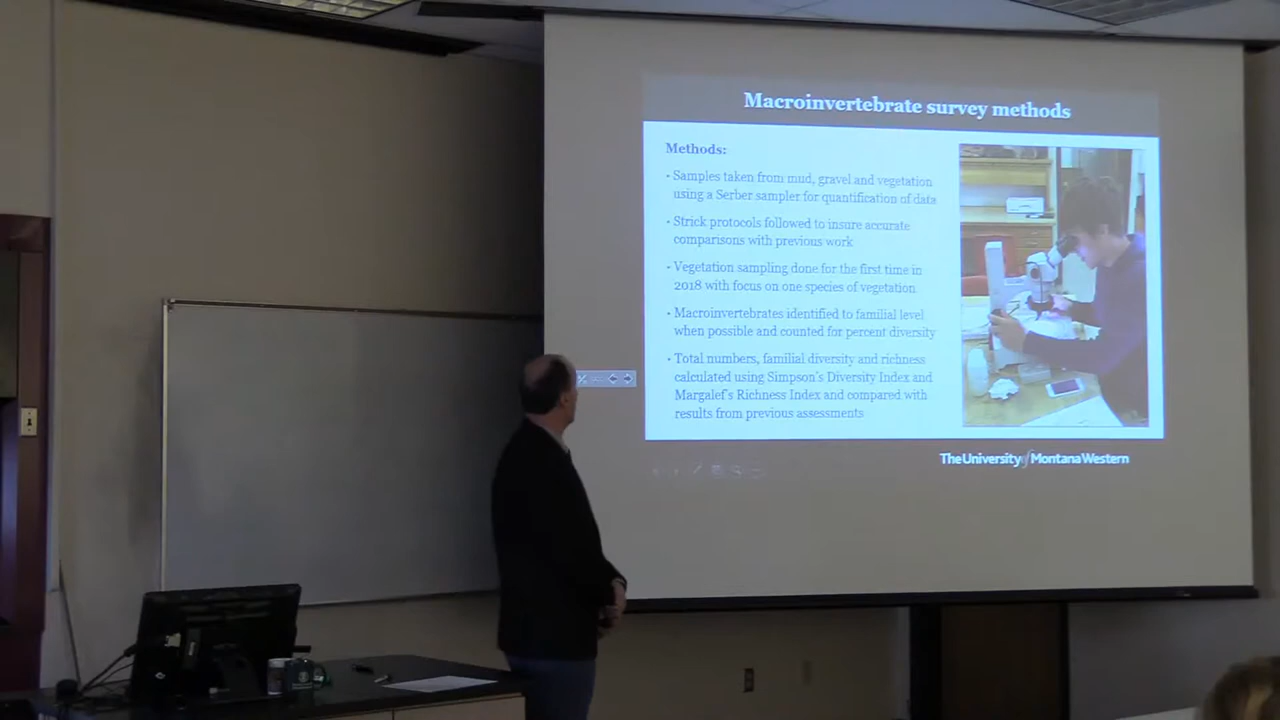 Macroinvertebrate survey methods
Methods:
• Samples taken from mud, gravel and vegetation
using a Serber sampler for quantification of data
• Strick protocols followed to insure accurate
comparisons with previous work
• Vegetation sampling done for the first time in
2018 with focus on one species of vegetation
• Macroinvertebrates identified to familial level
when possible and counted for percent diversity
• Total numbers, familial diversity and richness
calculated using Simpson's Diversity Index and
Margalef's Richness Index and compared with
results from previous assessments
The University of Montana Western